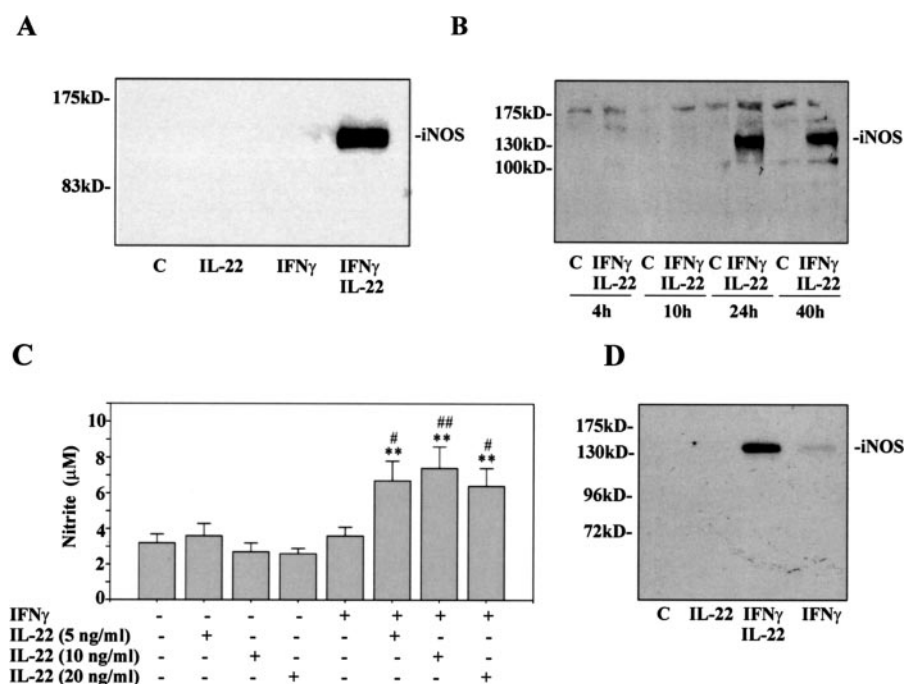 A
175kD-
-iNOS
83kD-
C IL-22 IFNγ IFNγ
IL-22
B
175kD-
130kD-
100kD-
-iNOS
C IFNγ C IFNγ C IFNγ C IFNγ
IL-22 IL-22 IL-22 IL-22
4h 10h 24h 40h
C
Nitrite (μM)
10
8
6
4
2
0
# ## #
** ** **
IFNγ - - - - + + + +
IL-22 (5 ng/ml) - + - - - + - -
IL-22 (10 ng/ml) - - + - - - + -
IL-22 (20 ng/ml) - - - + - - - +
D
175kD-
130kD-
-iNOS
96kD-
72kD-
C IL-22 IFNγ IFNγ
IL-22